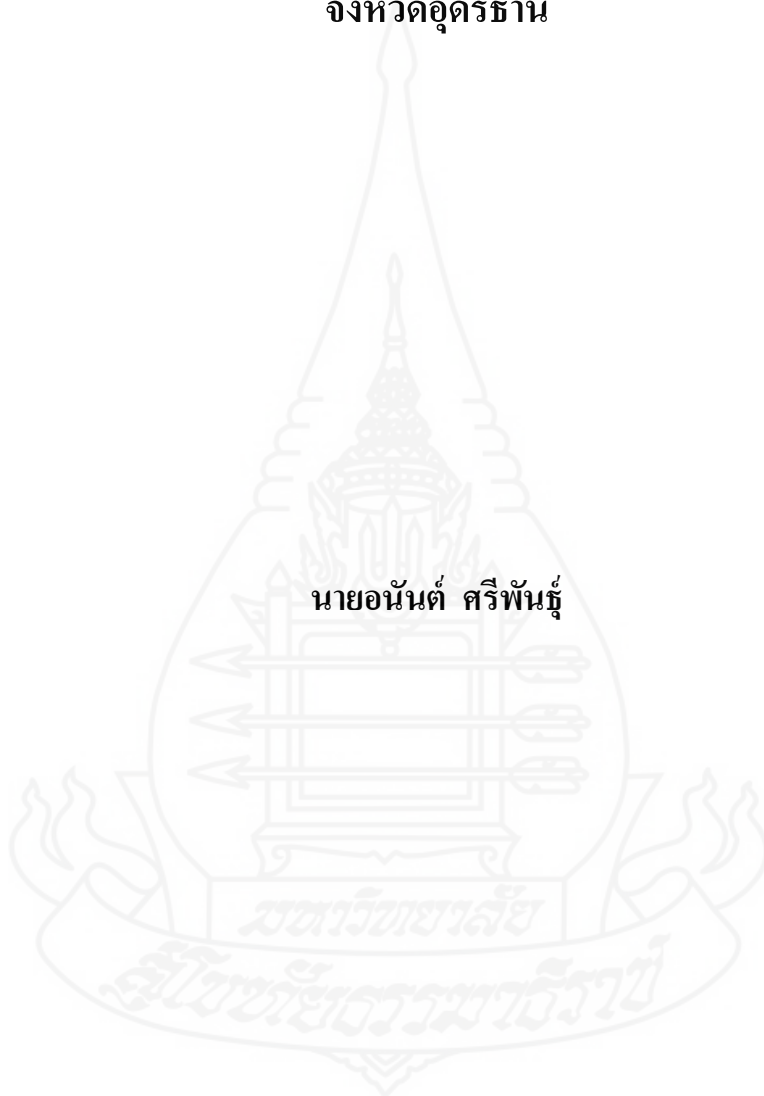 จังหวัดอุดรธานี
นายอนันต์ ศรีพันธุ์
มหาวิทยาลัย
สุโขทัยธรรมาธิราช